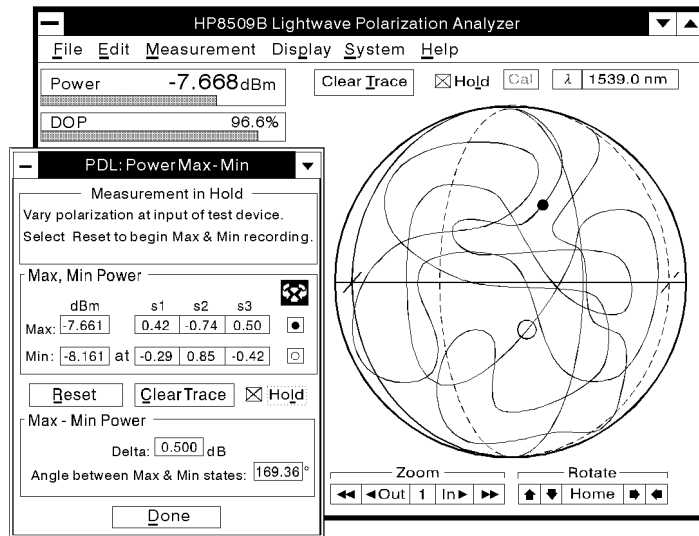 HP8509B Lightwave Polarization Analyzer
File Edit Measurement Display System Help
Power -7.668 dBm
Clear Trace Hold Cal λ 1539.0 nm
DOP 96.6%
PDL: Power Max - Min
Measurement in Hold
Vary polarization at input of test device.
Select Reset to begin Max & Min recording.
Max, Min Power
dBm s1 s2 s3
Max: -7.661 0.42 -0.74 0.50
Min: -8.161 at -0.29 0.85 -0.42
Reset Clear Trace Hold
Max - Min Power
Delta: 0.500 dB
Angle between Max & Min states: 169.36°
Done
Zoom
Out 1 In
Rotate
Home